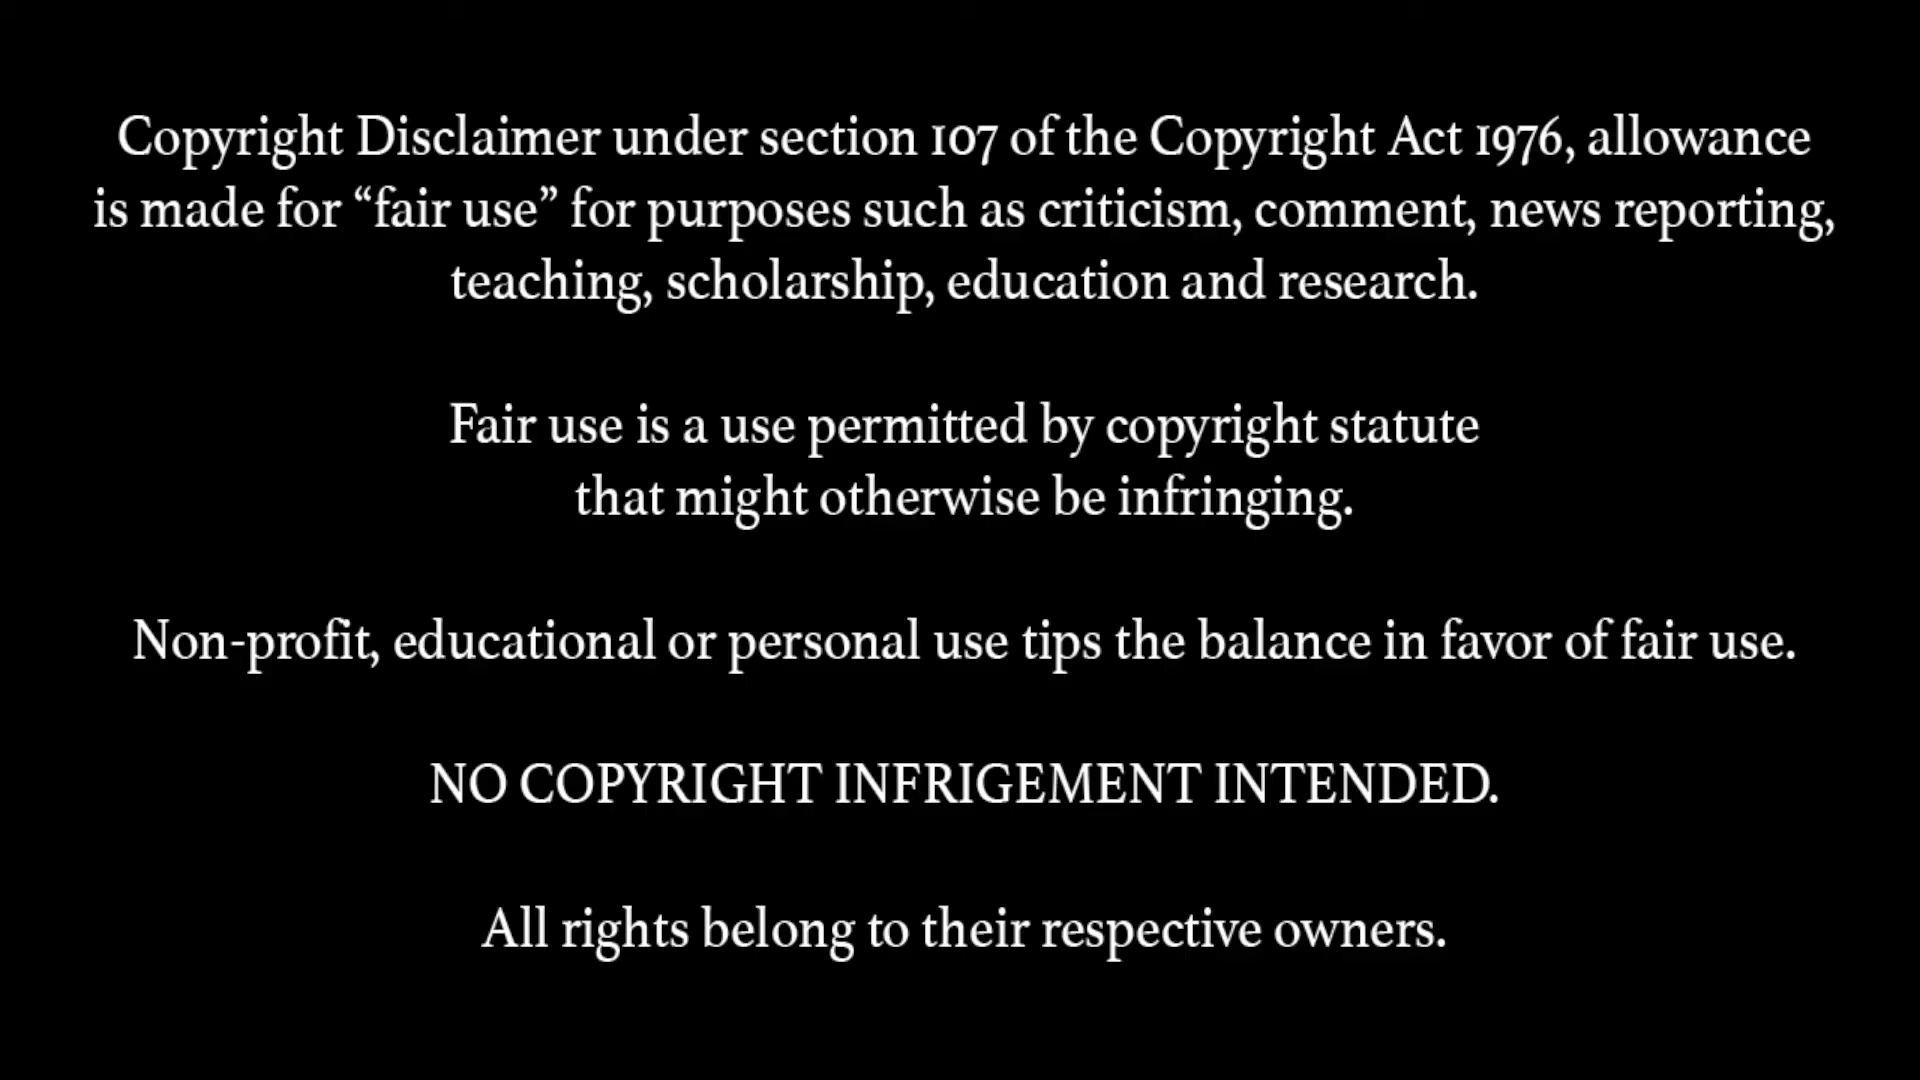 Copyright Disclaimer under section 107 of the Copyright Act 1976, allowance
is made for “fair use” for purposes such as criticism, comment, news reporting,
teaching, scholarship, education and research.
Fair use is a use permitted by copyright statute
that might otherwise be infringing.
Non-profit, educational or personal use tips the balance in favor of fair use.
NO COPYRIGHT INFRIGEMENT INTENDED.
All rights belong to their respective owners.